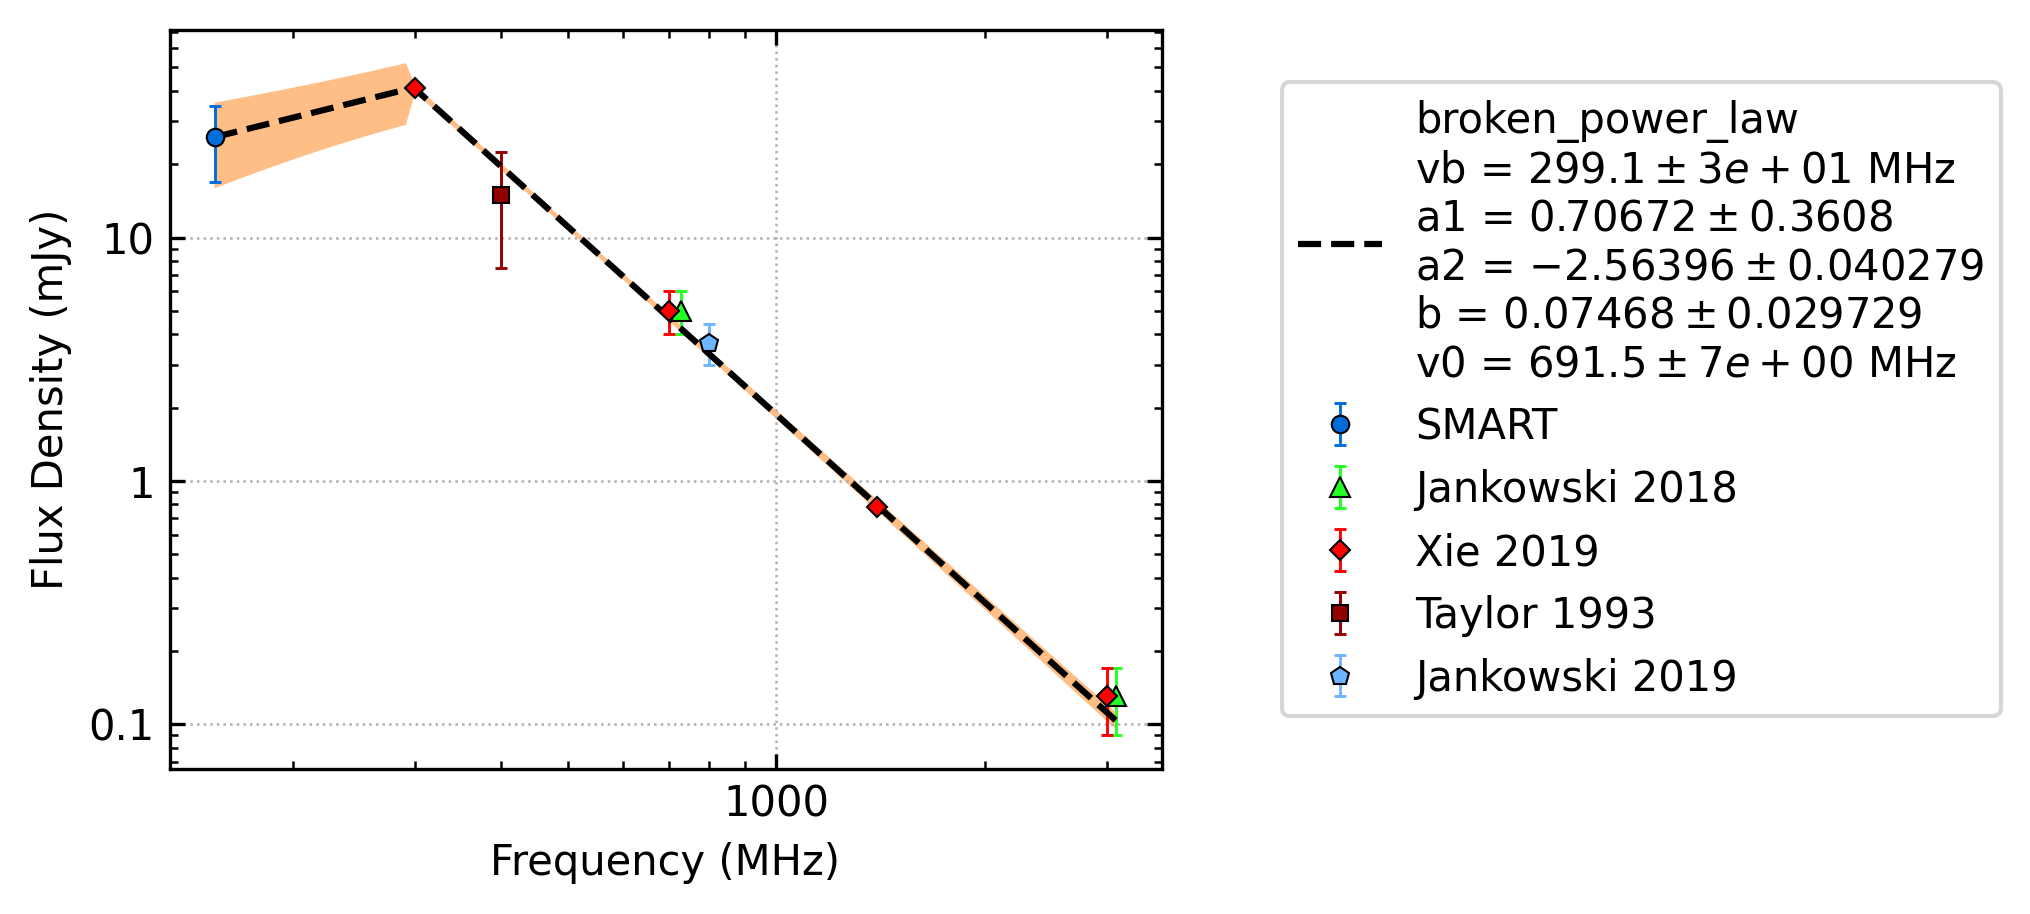 Flux Density (mJy)
10
1
0.1
1000
Frequency (MHz)
broken_power_law
vb = 299.1 ± 3e + 01 MHz
a1 = 0.70672 ± 0.3608
a2 = −2.56396 ± 0.040279
b = 0.07468 ± 0.029729
v0 = 691.5 ± 7e + 00 MHz
SMART
Jankowski 2018
Xie 2019
Taylor 1993
Jankowski 2019